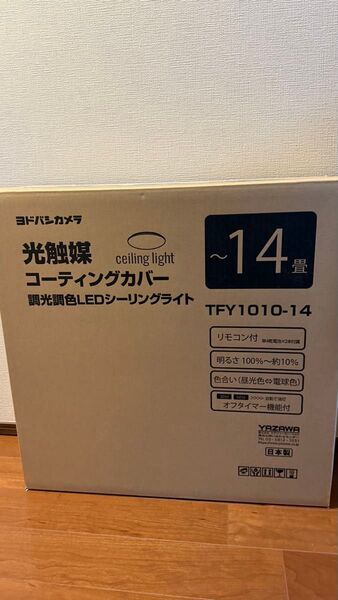 ヨドバシカメラ
光触媒
ceiling light
コーティングカバー
調光調色LEDシーリングライト
～14畳
TFY1010-14
リモコン付
明るさ 100%～約10%
色合い(昼光色⇔電球色)
オフタイマー機能付
YAZAWA
日本製